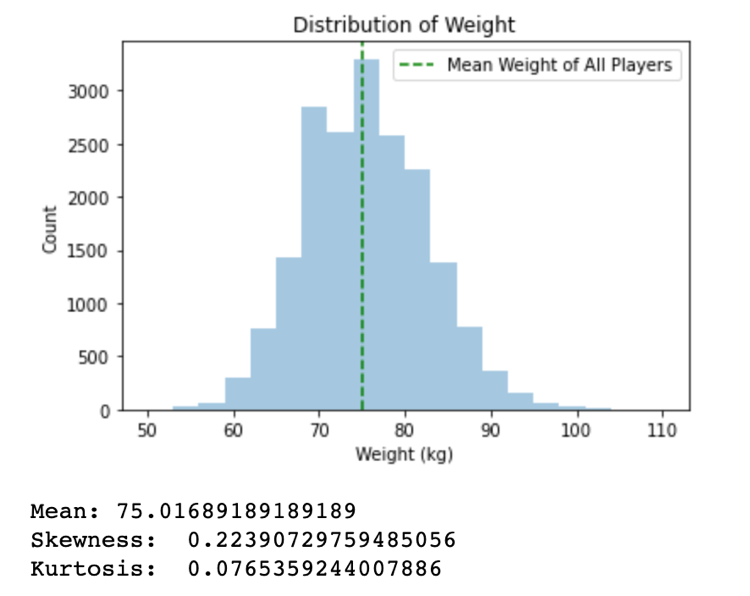 Distribution of Weight
Mean Weight of All Players
3000
2500
2000
1500
1000
500
0
Count
50 60 70 80 90 100 110
Weight (kg)
Mean: 75.01689189189189
Skewness: 0.22390729759485056
Kurtosis: 0.0765359244007886